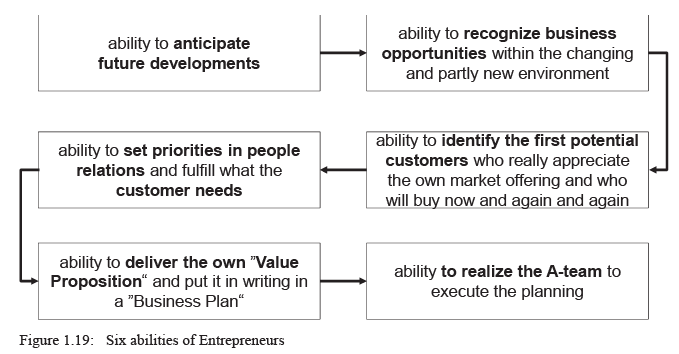 ability to anticipate
future developments
ability to recognize business
opportunities within the changing
and partly new environment
ability to identify the first potential
customers who really appreciate
the own market offering and who
will buy now and again and again
ability to set priorities in people
relations and fulfill what the
customer needs
ability to deliver the own ”Value
Proposition“ and put it in writing in
a ”Business Plan“
ability to realize the A-team to
execute the planning
Figure 1.19: Six abilities of Entrepreneurs